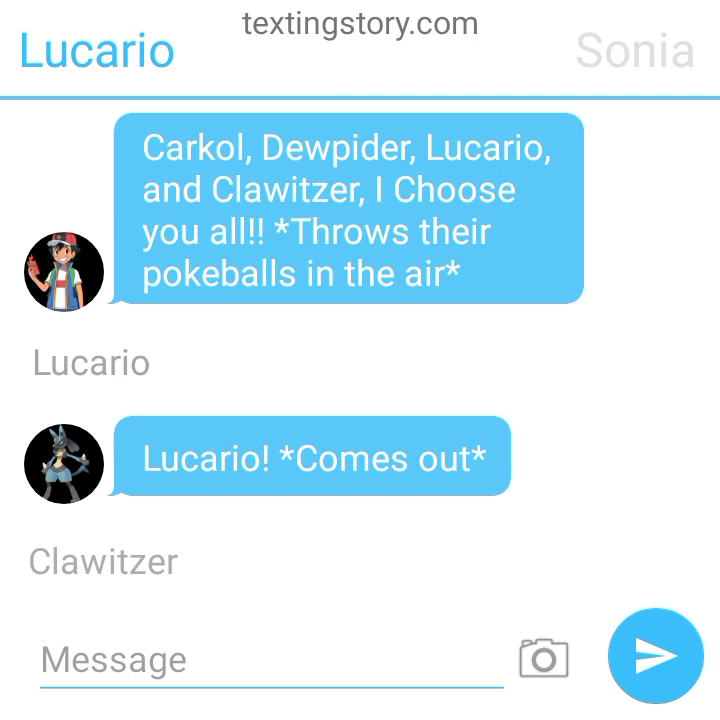 textingstory.com
Lucario
Sonia
Carkol, Dewpider, Lucario,
and Clawitzer, I Choose
you all!! *Throws their
pokeballs in the air*
Lucario
Lucario! *Comes out*
Clawitzer
Message